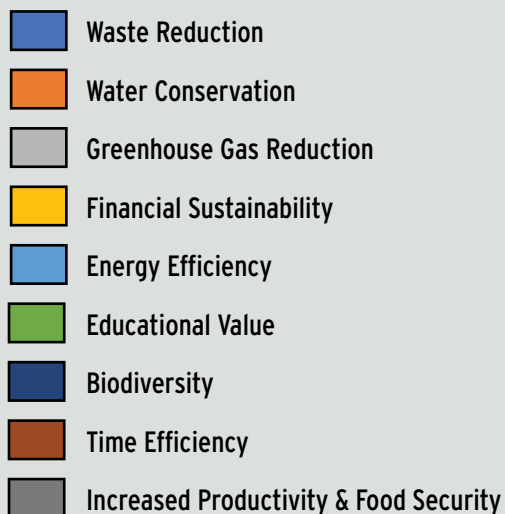 Waste Reduction
Water Conservation
Greenhouse Gas Reduction
Financial Sustainability
Energy Efficiency
Educational Value
Biodiversity
Time Efficiency
Increased Productivity & Food Security